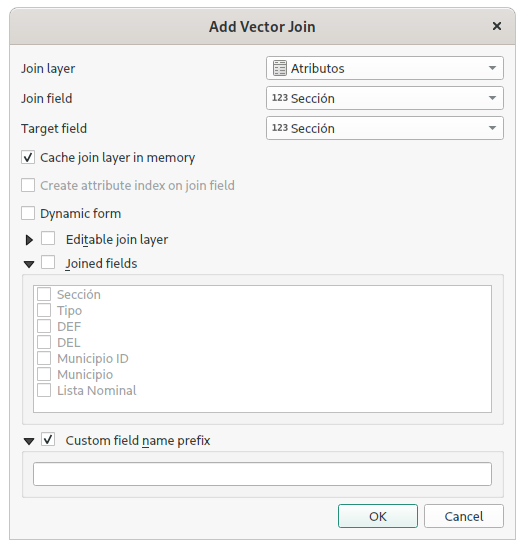 Add Vector Join
Join layer
Atributos
Join field
123 Sección
Target field
123 Sección
Cache join layer in memory
Create attribute index on join field
Dynamic form
Editable join layer
Joined fields
Sección
Tipo
DEF
DEL
Municipio ID
Municipio
Lista Nominal
Custom field name prefix
OK
Cancel